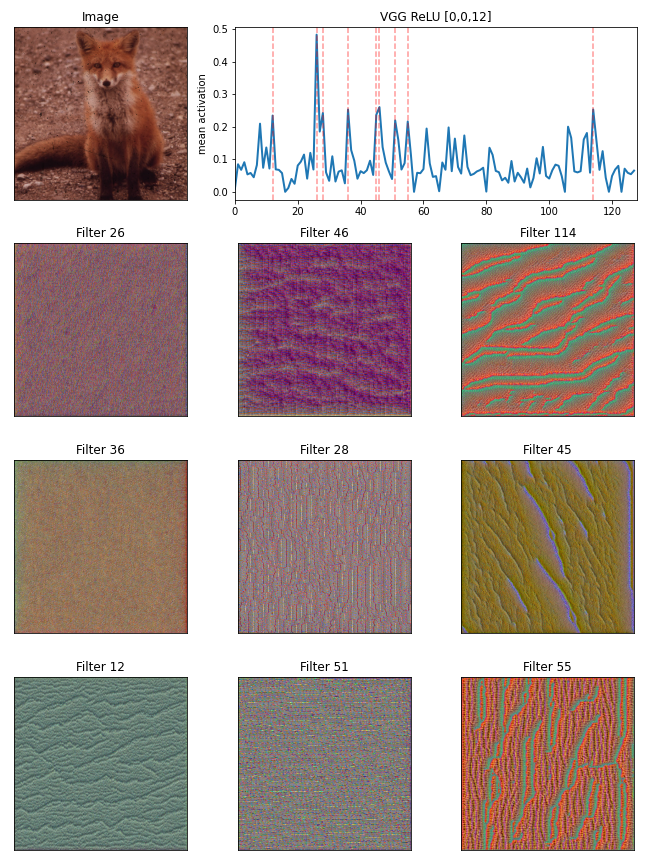 Image
VGG ReLU [0,0,12]
mean activation
0.5
0.4
0.3
0.2
0.1
0.0
0 20 40 60 80 100 120
Filter 26
Filter 46
Filter 114
Filter 36
Filter 28
Filter 45
Filter 12
Filter 51
Filter 55